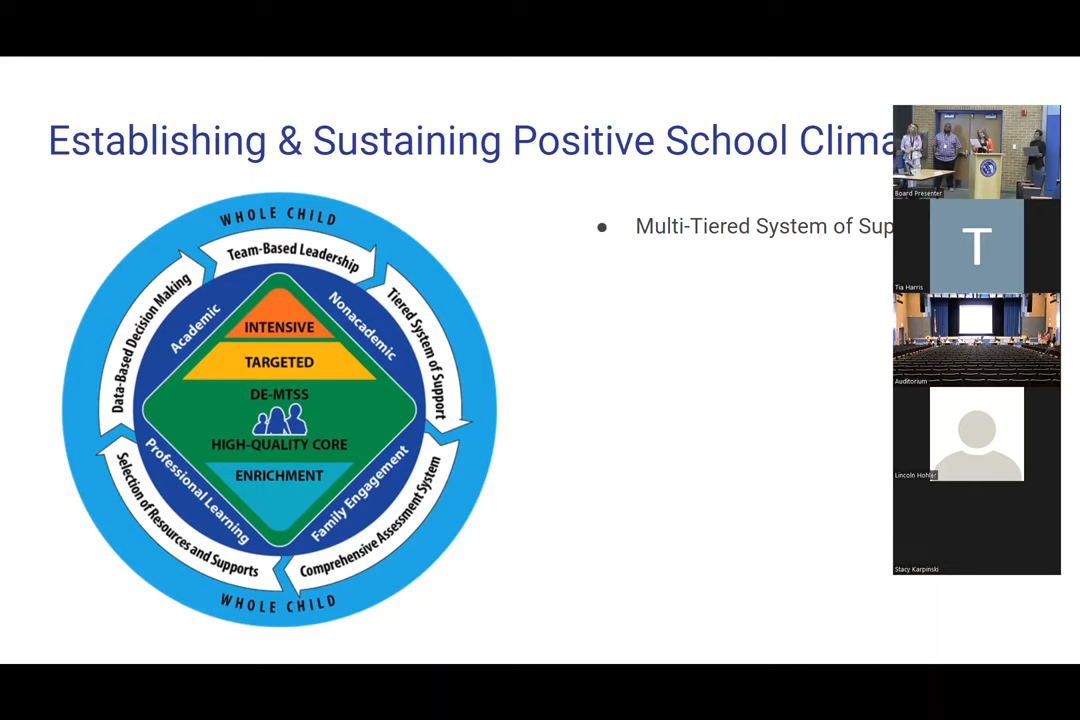 Establishing & Sustaining Positive School Clima
WHOLE CHILD
Team-Based Leadership
Data-Based Decision Making
Tiered System of Support
Academic
Nonacademic
INTENSIVE
TARGETED
DE-MTSS
HIGH-QUALITY CORE
ENRICHMENT
Professional Learning
Family Engagement
Selection of Resources and Supports
Comprehensive Assessment System
WHOLE CHILD
● Multi-Tiered System of Sup
Board Presenter
T
Tia Harris
Auditorium
Lincoln Hohler
Stacy Karpinski